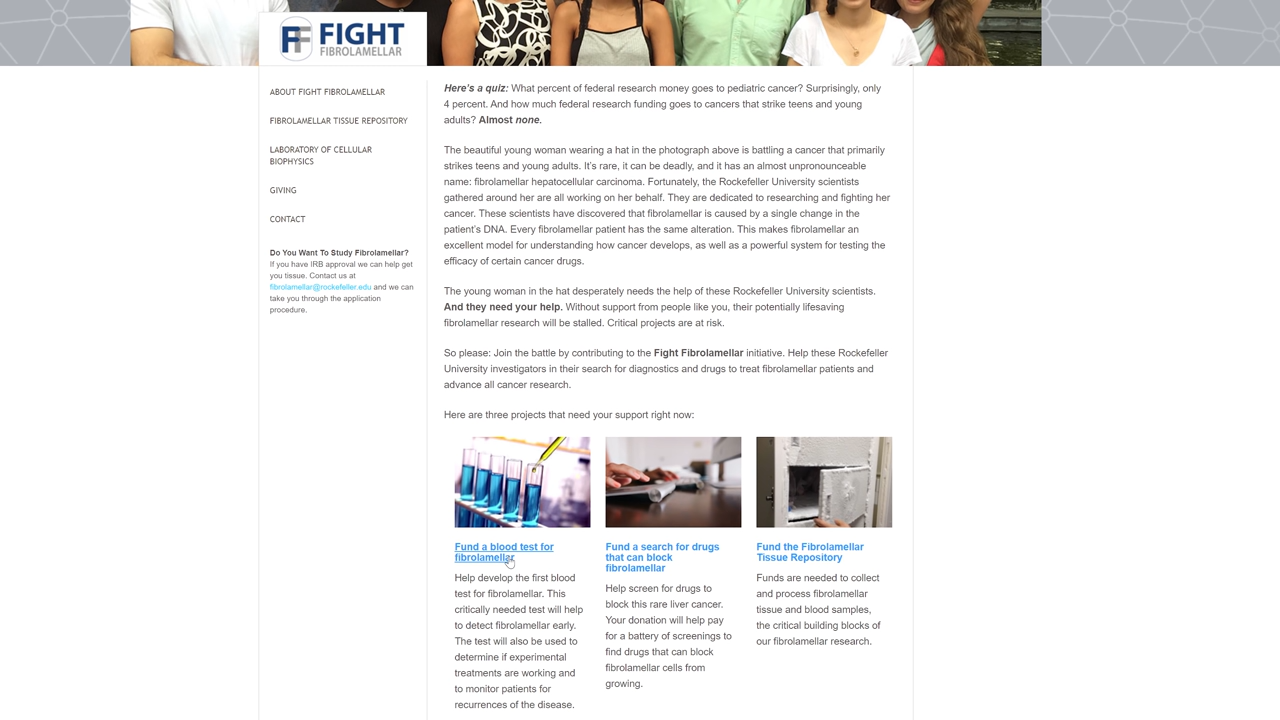 FF FIGHT
FIBROLAMELLAR
ABOUT FIGHT FIBROLAMELLAR
FIBROLAMELLAR TISSUE REPOSITORY
LABORATORY OF CELLULAR
BIOPHYSICS
GIVING
CONTACT
Do You Want To Study Fibrolamellar?
If you have IRB approval we can help get
you tissue. Contact us at
fibrolamellar@rockefeller.edu and we can
take you through the application
procedure.
Here's a quiz: What percent of federal research money goes to pediatric cancer? Surprisingly, only
4 percent. And how much federal research funding goes to cancers that strike teens and young
adults? Almost none.
The beautiful young woman wearing a hat in the photograph above is battling a cancer that primarily
strikes teens and young adults. It's rare, it can be deadly, and it has an almost unpronounceable
name: fibrolamellar hepatocellular carcinoma. Fortunately, the Rockefeller University scientists
gathered around her are all working on her behalf. They are dedicated to researching and fighting her
cancer. These scientists have discovered that fibrolamellar is caused by a single change in the
patient's DNA. Every fibrolamellar patient has the same alteration. This makes fibrolamellar an
excellent model for understanding how cancer develops, as well as a powerful system for testing the
efficacy of certain cancer drugs.
The young woman in the hat desperately needs the help of these Rockefeller University scientists.
And they need your help. Without support from people like you, their potentially lifesaving
fibrolamellar research will be stalled. Critical projects are at risk.
So please: Join the battle by contributing to the Fight Fibrolamellar initiative. Help these Rockefeller
University investigators in their search for diagnostics and drugs to treat fibrolamellar patients and
advance all cancer research.
Here are three projects that need your support right now:
Fund a blood test for
fibrolamellar
Help develop the first blood
test for fibrolamellar. This
critically needed test will help
to detect fibrolamellar early.
The test will also be used to
determine if experimental
treatments are working and
to monitor patients for
recurrences of the disease.
Fund a search for drugs
that can block
fibrolamellar
Help screen for drugs to
block this rare liver cancer.
Your donation will help pay
for a battery of screenings to
find drugs that can block
fibrolamellar cells from
growing.
Fund the Fibrolamellar
Tissue Repository
Funds are needed to collect
and process fibrolamellar
tissue and blood samples,
the critical building blocks of
our fibrolamellar research.